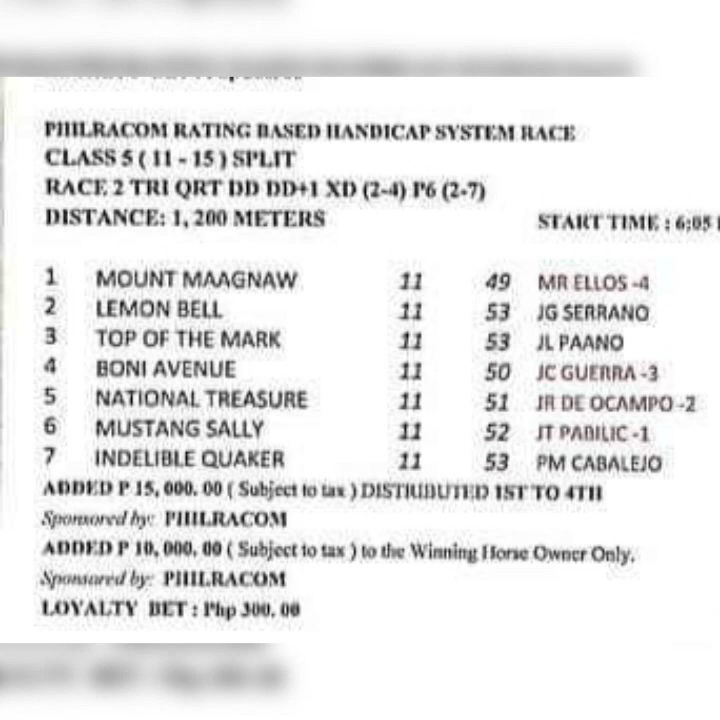 PHILRACOM RATING BASED HANDICAP SYSTEM RACE
CLASS 5 ( 11 - 15 ) SPLIT
RACE 2 TRI QRT DD DD+1 XD (2-4) P6 (2-7)
DISTANCE: 1, 200 METERS START TIME : 6:05
1 MOUNT MAAGNAW 11 49 MR ELLOS -4
2 LEMON BELL 11 53 JG SERRANO
3 TOP OF THE MARK 11 53 JL PAANO
4 BONI AVENUE 11 50 JC GUERRA -3
5 NATIONAL TREASURE 11 51 JR DE OCAMPO -2
6 MUSTANG SALLY 11 52 JT PABILIC -1
7 INDELIBLE QUAKER 11 53 PM CABALEJO
ADDED P 15, 000. 00 ( Subject to tax ) DISTRIBUTED 1ST TO 4TH
Sponsored by: PHILRACOM
ADDED P 10, 000. 00 ( Subject to tax ) to the Winning Horse Owner Only.
Sponsored by: PHILRACOM
LOYALTY BET : Php 300. 00